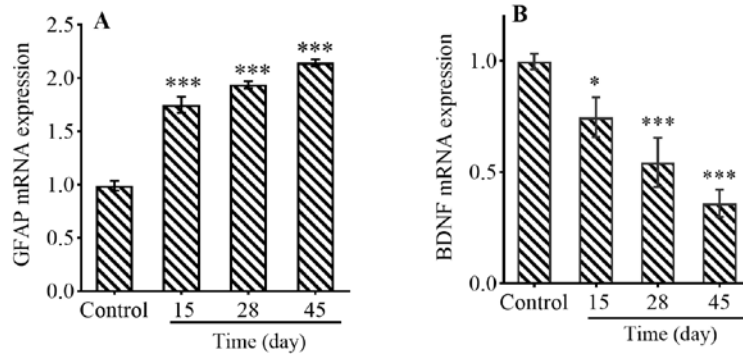 A
GFAP mRNA expression
2.5
2.0
1.5
1.0
0.5
0.0
***
***
***
Control
15
28
45
Time (day)
B
BDNF mRNA expression
1.0
0.5
0.0
*
***
***
Control
15
28
45
Time (day)